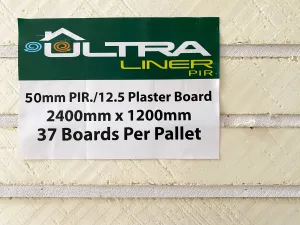 ULTRA
LINER
PIR
50mm PIR./12.5 Plaster Board
2400mm x 1200mm
37 Boards Per Pallet